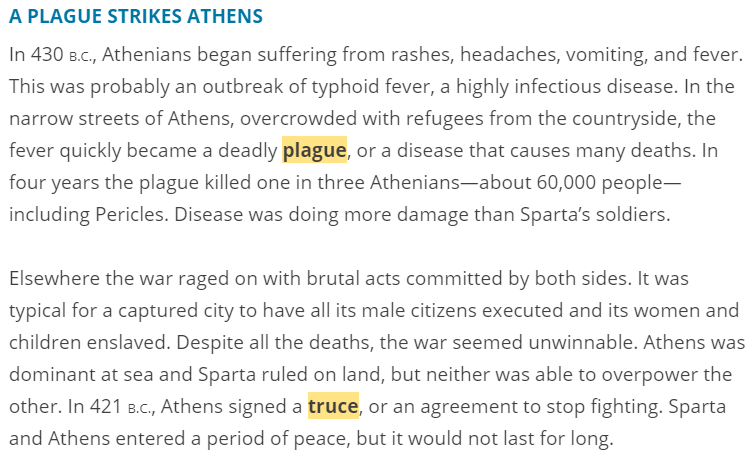 A PLAGUE STRIKES ATHENS
In 430 B.C., Athenians began suffering from rashes, headaches, vomiting, and fever.
This was probably an outbreak of typhoid fever, a highly infectious disease. In the
narrow streets of Athens, overcrowded with refugees from the countryside, the
fever quickly became a deadly plague, or a disease that causes many deaths. In
four years the plague killed one in three Athenians—about 60,000 people—
including Pericles. Disease was doing more damage than Sparta’s soldiers.
Elsewhere the war raged on with brutal acts committed by both sides. It was
typical for a captured city to have all its male citizens executed and its women and
children enslaved. Despite all the deaths, the war seemed unwinnable. Athens was
dominant at sea and Sparta ruled on land, but neither was able to overpower the
other. In 421 B.C., Athens signed a truce, or an agreement to stop fighting. Sparta
and Athens entered a period of peace, but it would not last for long.